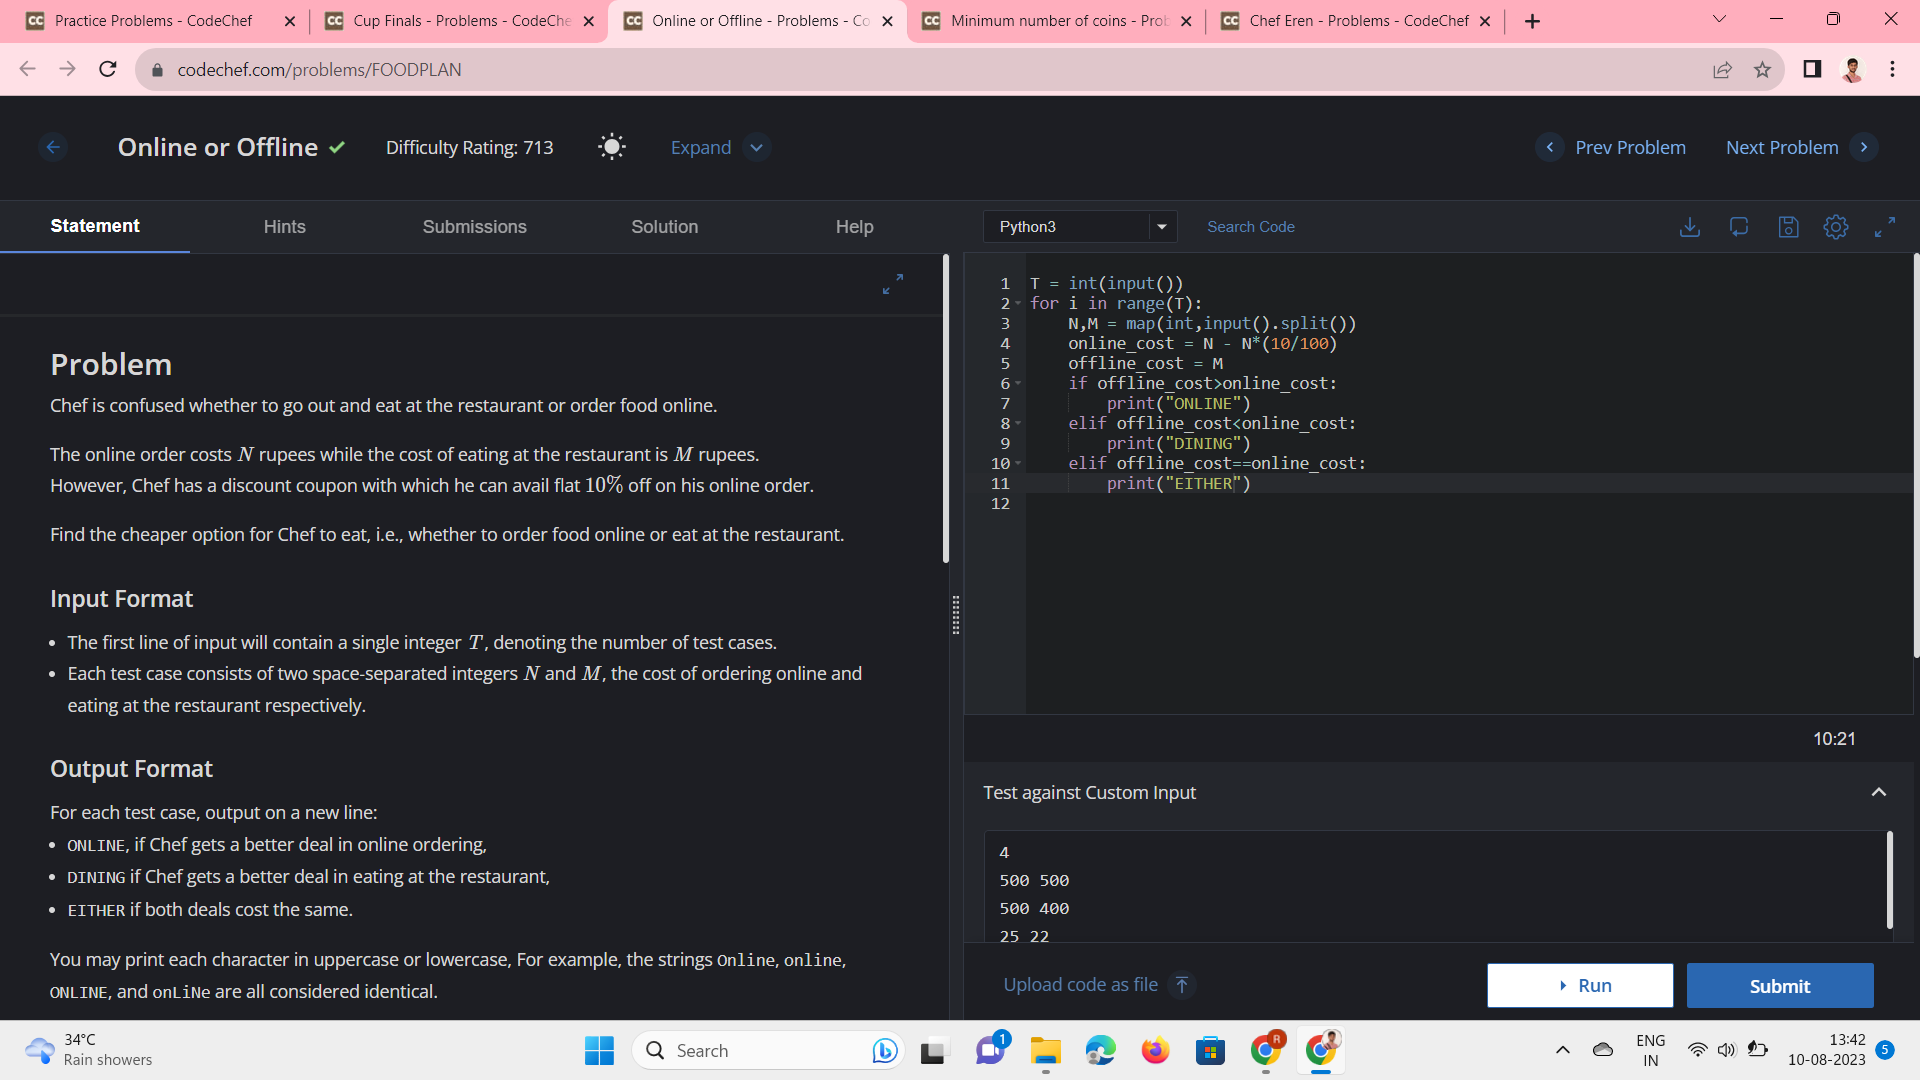 Practice Problems - CodeChef
Cup Finals - Problems - CodeChe
Online or Offline - Problems - Co
Minimum number of coins - Prob
Chef Eren - Problems - CodeChef
codechef.com/problems/FOODPLAN
Online or Offline
Difficulty Rating: 713
Expand
Prev Problem
Next Problem
Statement
Hints
Submissions
Solution
Help
Python3
Search Code
Problem
Chef is confused whether to go out and eat at the restaurant or order food online.
The online order costs N rupees while the cost of eating at the restaurant is M rupees.
However, Chef has a discount coupon with which he can avail flat 10% off on his online order.
Find the cheaper option for Chef to eat, i.e., whether to order food online or eat at the restaurant.
Input Format
• The first line of input will contain a single integer T, denoting the number of test cases.
• Each test case consists of two space-separated integers N and M, the cost of ordering online and
eating at the restaurant respectively.
Output Format
For each test case, output on a new line:
• ONLINE, if Chef gets a better deal in online ordering,
• DINING if Chef gets a better deal in eating at the restaurant,
• EITHER if both deals cost the same.
You may print each character in uppercase or lowercase, For example, the strings Online, online,
ONLINE, and onLiNe are all considered identical.
1 T = int(input())
2 for i in range(T):
3     N,M = map(int,input().split())
4     online_cost = N - N*(10/100)
5     offline_cost = M
6     if offline_cost>online_cost:
7         print("ONLINE")
8     elif offline_cost<online_cost:
9         print("DINING")
10     elif offline_cost==online_cost:
11         print("EITHER")
12
10:21
Test against Custom Input
4
500 500
500 400
25 22
Upload code as file
Run
Submit
34°C
Rain showers
Search
1
R
ENG
IN
13:42
10-08-2023
5